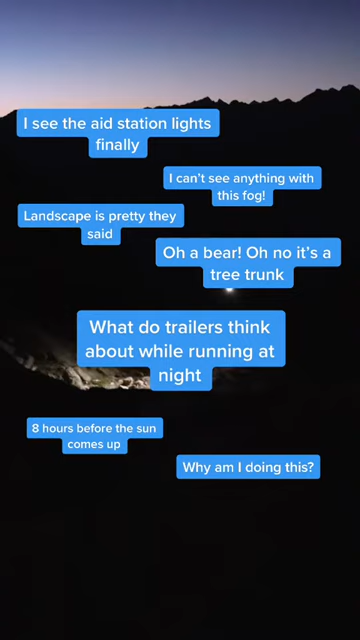 I see the aid station lights
finally
I can't see anything with
this fog!
Landscape is pretty they
said
Oh a bear! Oh no it's a
tree trunk
What do trailers think
about while running at
night
8 hours before the sun
comes up
Why am I doing this?